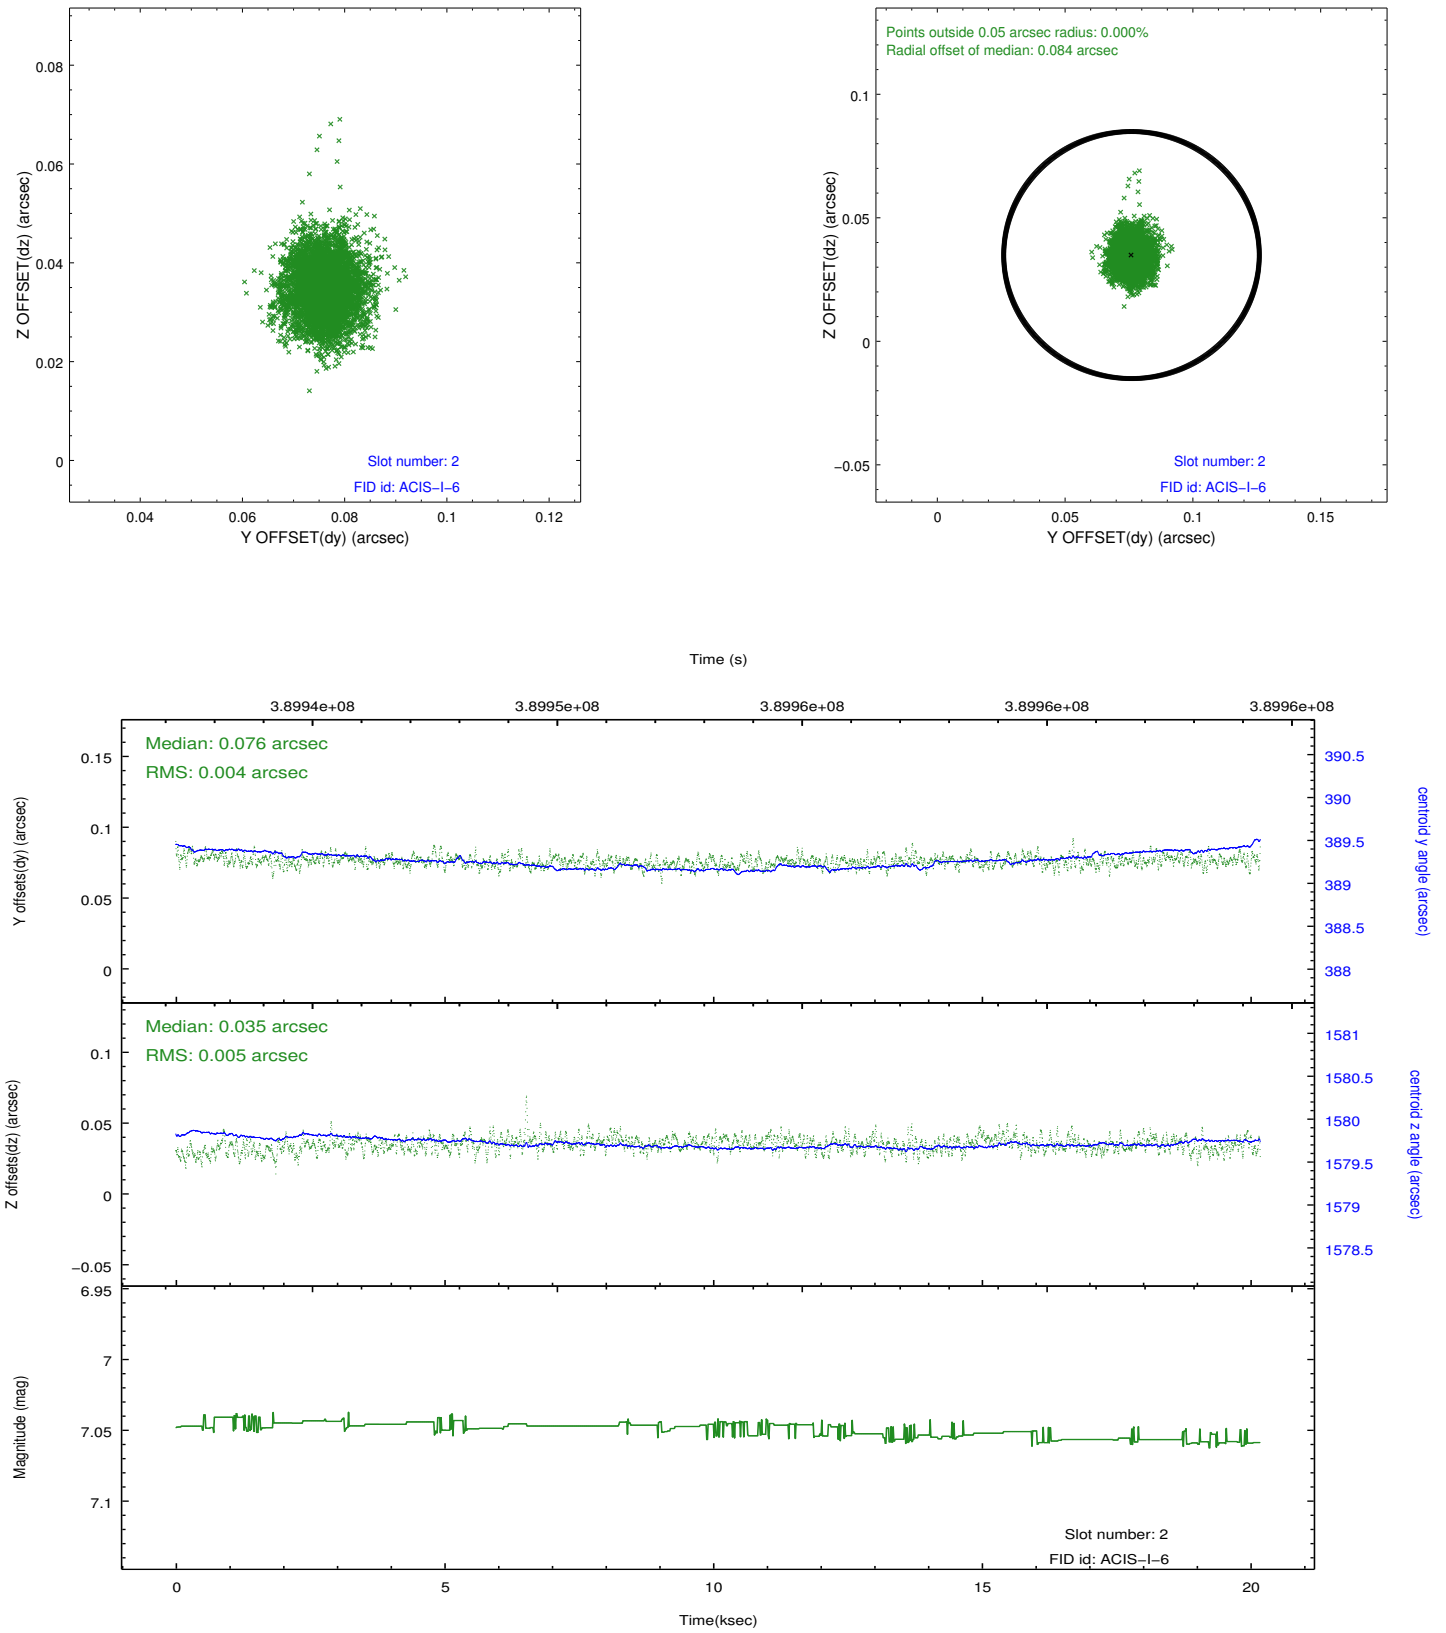 0.08
0.06
0.04
0.02
0
Z OFFSET(dz) (arcsec)
Slot number: 2
FID id: ACIS−I−6
0.04
0.06
0.08
0.1
0.12
Y OFFSET(dy) (arcsec)
Points outside 0.05 arcsec radius: 0.000%
Radial offset of median: 0.084 arcsec
0.1
0.05
0
−0.05
Z OFFSET(dz) (arcsec)
Slot number: 2
FID id: ACIS−I−6
0
0.05
0.1
0.15
Y OFFSET(dy) (arcsec)
Time (s)
3.8994e+08
3.8995e+08
3.8996e+08
3.8996e+08
3.8996e+08
Median: 0.076 arcsec
RMS: 0.004 arcsec
0.15
0.1
0.05
0
Y offsets(dy) (arcsec)
390.5
390
389.5
389
388.5
388
centroid y angle (arcsec)
Median: 0.035 arcsec
RMS: 0.005 arcsec
0.1
0.05
0
−0.05
Z offsets(dz) (arcsec)
1581
1580.5
1580
1579.5
1579
1578.5
centroid z angle (arcsec)
6.95
7
7.05
7.1
Magnitude (mag)
Slot number: 2
FID id: ACIS−I−6
0
5
10
15
20
Time(ksec)